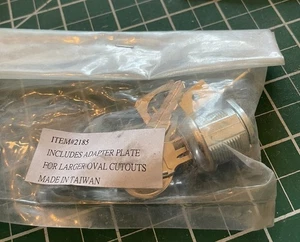 ITEM#2185
INCLUDES ADAPTER PLATE
FOR LARGER OVAL CUTOUTS
MADE IN TAIWAN